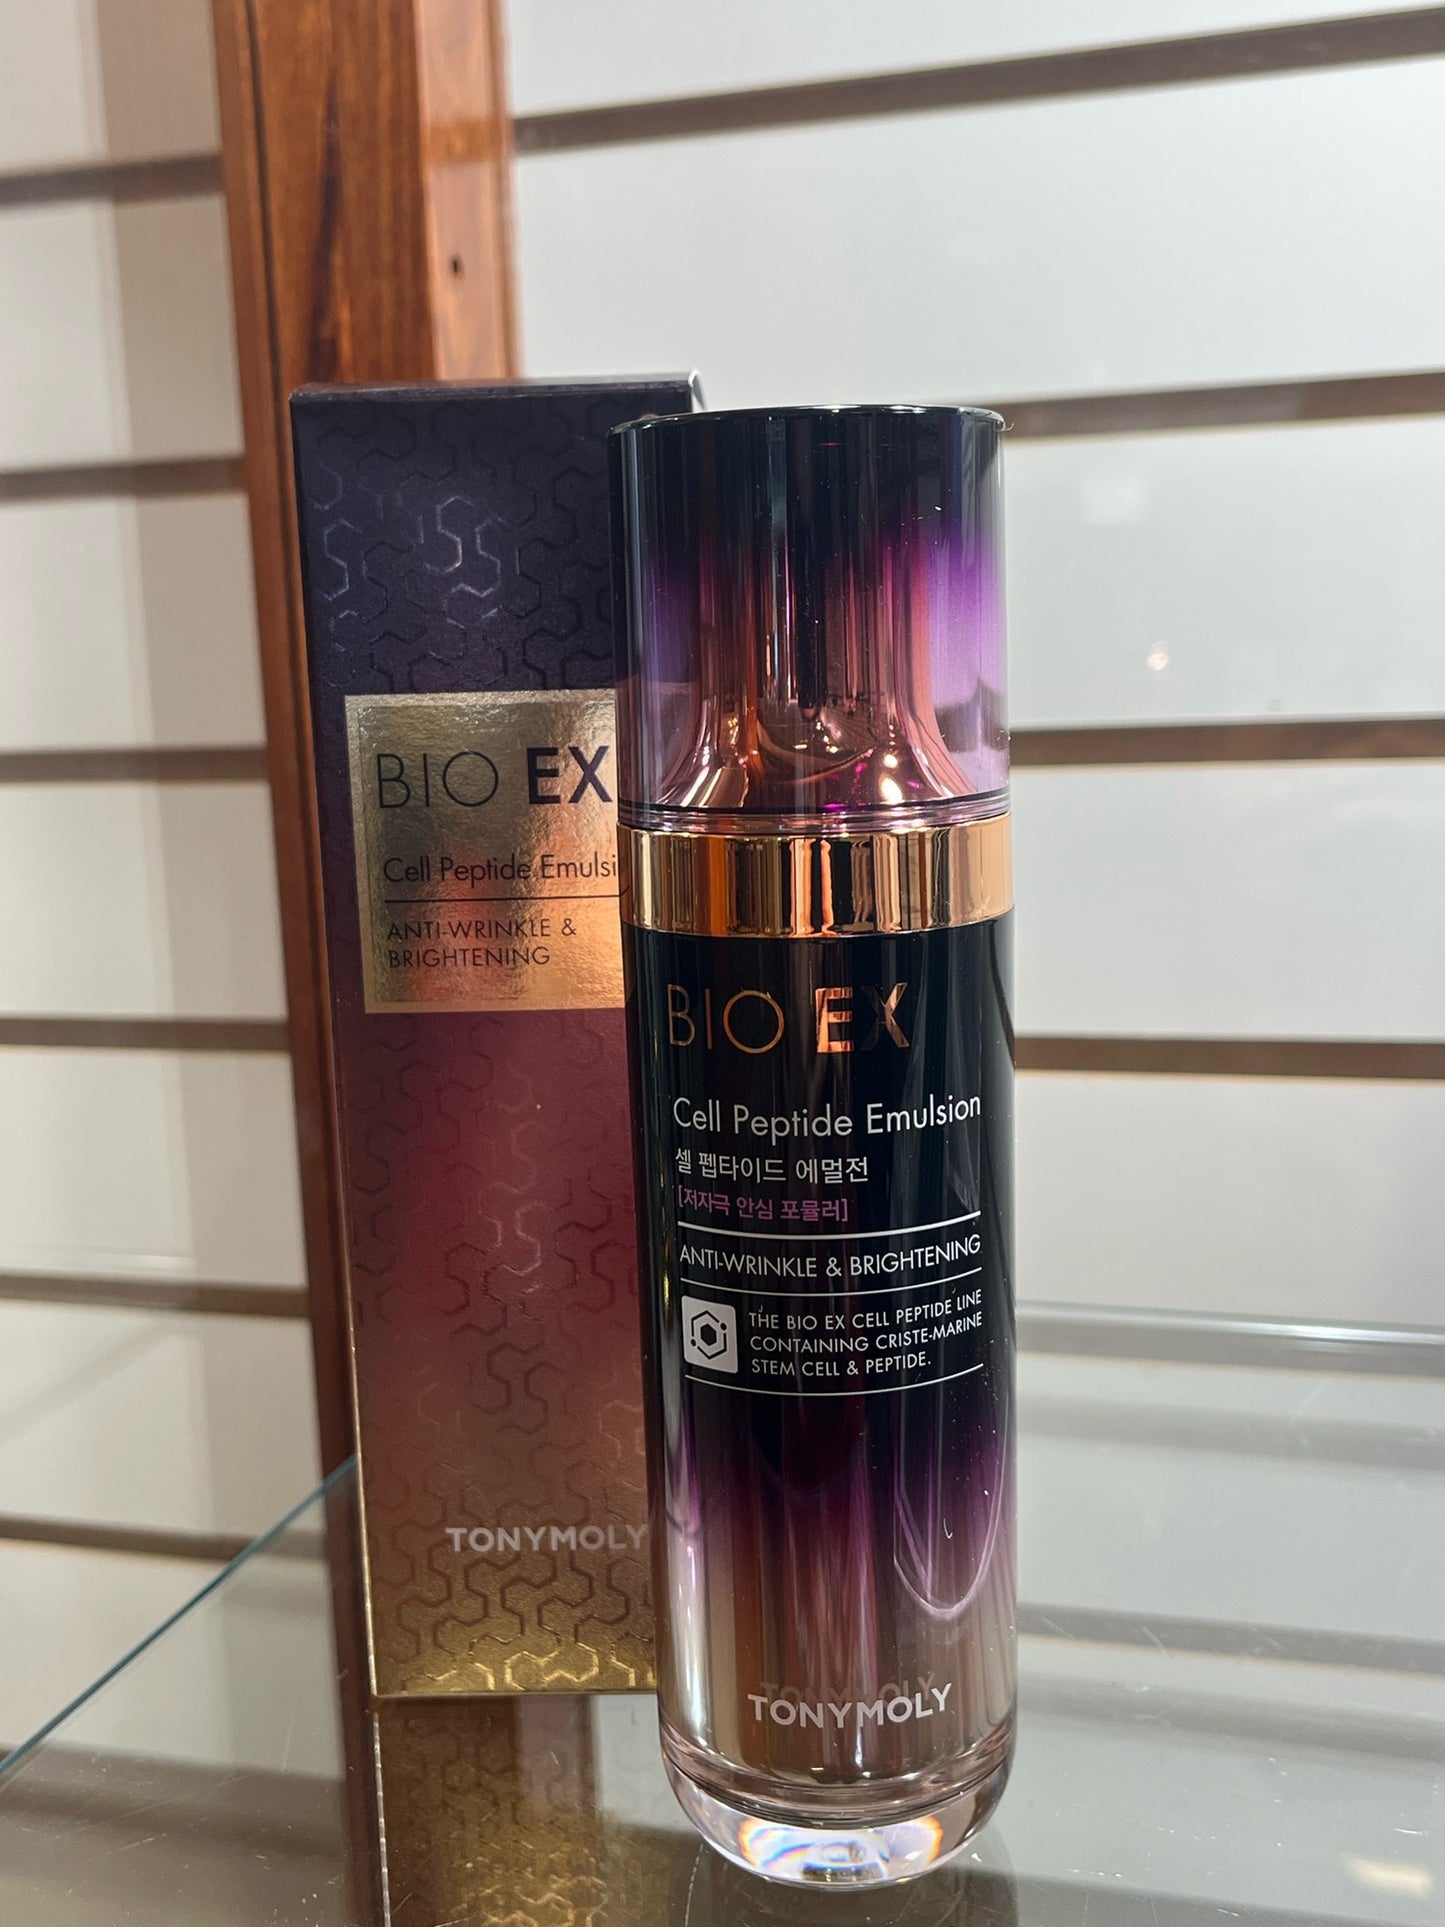 BIO EX
Cell Peptide Emulsi
ANTI-WRINKLE &
BRIGHTENING
TONYMOLY
BIO EX
Cell Peptide Emulsion
셀 펩타이드 에멀전
[저자극 안심 포뮬러]
ANTI-WRINKLE & BRIGHTENING
THE BIO EX CELL PEPTIDE LINE
CONTAINING CRISTE-MARINE
STEM CELL & PEPTIDE.
TONYMOLY